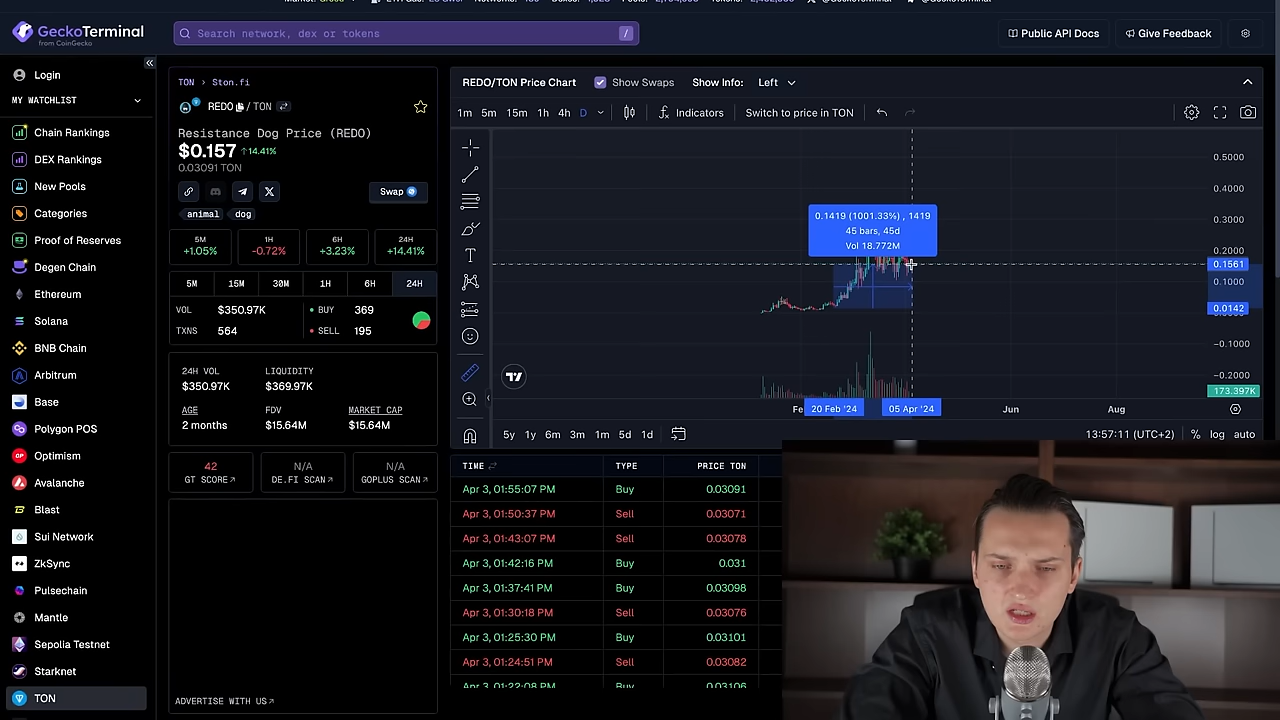 GeckoTerminal
from CoinGecko
Search network, dex or tokens
/
Public API Docs
Give Feedback
Login
MY WATCHLIST
Chain Rankings
DEX Rankings
New Pools
Categories
Proof of Reserves
Degen Chain
Ethereum
Solana
BNB Chain
Arbitrum
Base
Polygon POS
Optimism
Avalanche
Blast
Sui Network
ZkSync
Pulsechain
Mantle
Sepolia Testnet
Starknet
TON
TON > Ston.fi
REDO / TON
Resistance Dog Price (REDO)
$0.157 ↑14.41%
0.03091 TON
Swap
animal dog
5M 1H 6H 24H
+1.05% -0.72% +3.23% +14.41%
5M 15M 30M 1H 6H 24H
VOL $350.97K BUY 369
TXNS 564 SELL 195
24H VOL LIQUIDITY
$350.97K $369.97K
AGE FDV MARKET CAP
2 months $15.64M $15.64M
42 N/A N/A
GT SCORE↗ DE.FI SCAN↗ GOPLUS SCAN↗
ADVERTISE WITH US↗
REDO/TON Price Chart Show Swaps Show Info: Left
1m 5m 15m 1h 4h D Indicators Switch to price in TON
0.1419 (1001.33%) , 1419
45 bars, 45d
Vol 18.772M
0.5000
0.4000
0.3000
0.2000
0.1561
0.1000
0.0142
−0.1000
−0.2000
173.397K
20 Feb '24 05 Apr '24 Jun Aug
5y 1y 6m 3m 1m 5d 1d 13:57:11 (UTC+2) % log auto
TIME TYPE PRICE TON
Apr 3, 01:55:07 PM Buy 0.03091
Apr 3, 01:50:37 PM Sell 0.03071
Apr 3, 01:43:07 PM Sell 0.03078
Apr 3, 01:42:16 PM Buy 0.031
Apr 3, 01:37:41 PM Buy 0.03098
Apr 3, 01:30:18 PM Sell 0.03076
Apr 3, 01:25:30 PM Buy 0.03101
Apr 3, 01:24:51 PM Sell 0.03082
Apr 3, 01:22:08 PM Buy 0.03106